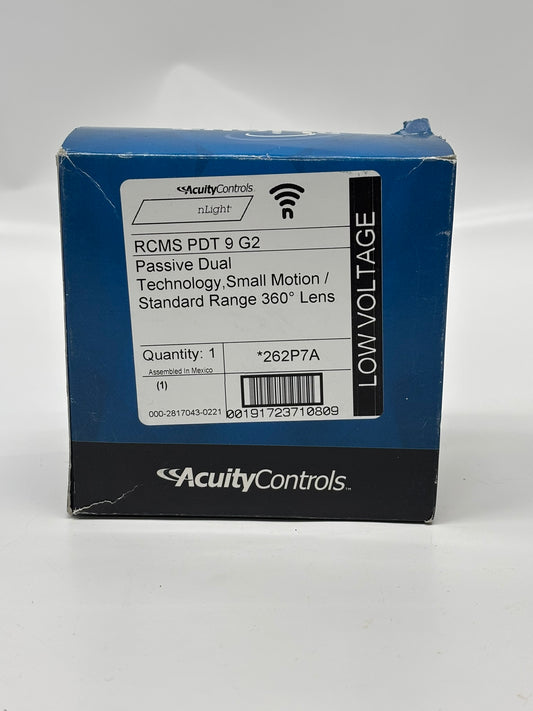 AcuityControls
nLight
n
RCMS PDT 9 G2
Passive Dual
Technology,Small Motion /
Standard Range 360° Lens
LOW VOLTAGE
Quantity: 1
*262P7A
Assembled In Mexico
(1)
000-2817043-0221
00191723710809
AcuityControls™